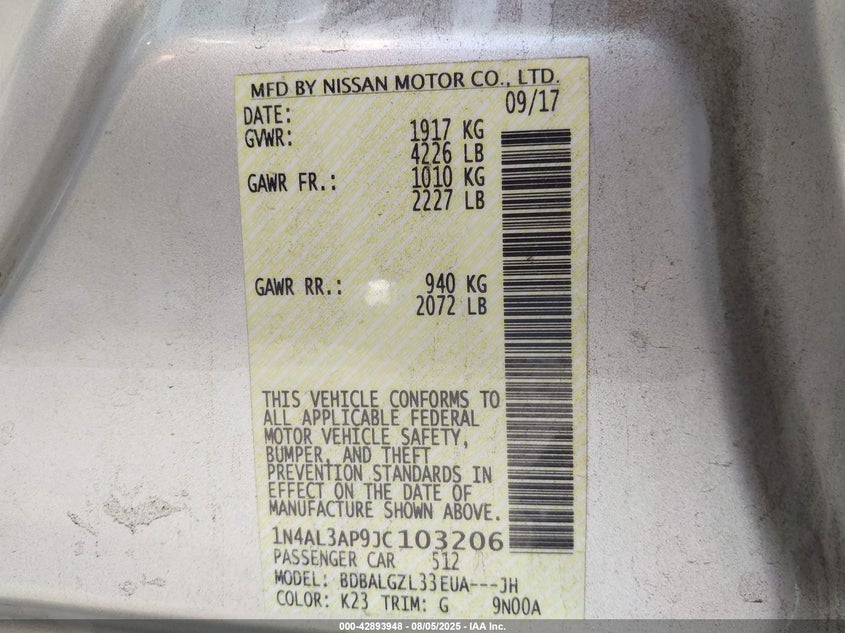 MFD BY NISSAN MOTOR CO., LTD.
DATE: 09/17
GVWR: 1917 KG
4226 LB
GAWR FR.: 1010 KG
2227 LB
GAWR RR.: 940 KG
2072 LB
THIS VEHICLE CONFORMS TO
ALL APPLICABLE FEDERAL
MOTOR VEHICLE SAFETY,
BUMPER, AND THEFT
PREVENTION STANDARDS IN
EFFECT ON THE DATE OF
MANUFACTURE SHOWN ABOVE.
1N4AL3AP9JC103206
PASSENGER CAR 512
MODEL: BDBALGZL33EUA---JH
COLOR: K23 TRIM: G 9N00A
000-42893948 - 08/05/2025 - IAA Inc.